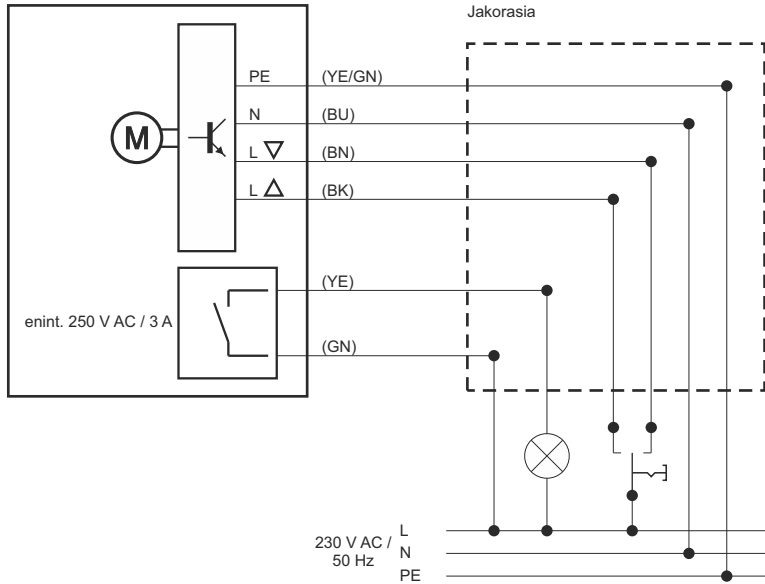 Jakorasia
PE (YE/GN)
N (BU)
L ▽ (BN)
L △ (BK)
M
(YE)
enint. 250 V AC / 3 A
(GN)
230 V AC /
50 Hz
L
N
PE